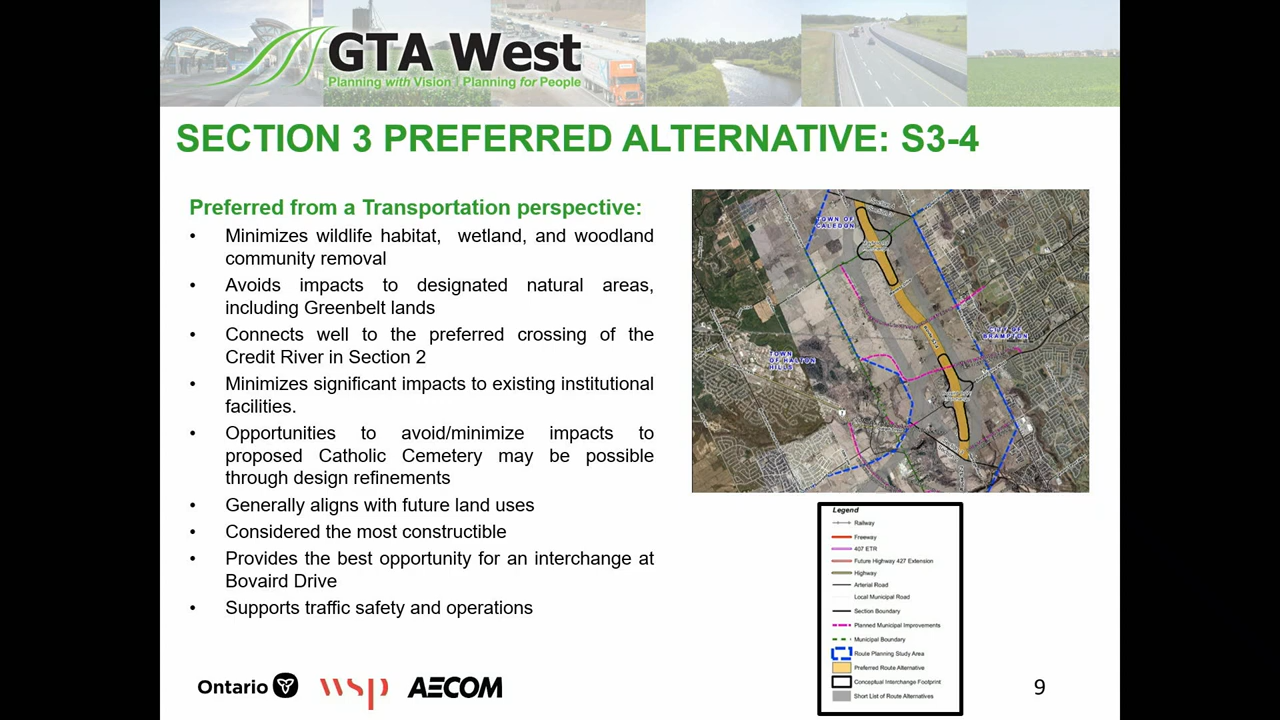 GTA West
Planning with Vision | Planning for People
SECTION 3 PREFERRED ALTERNATIVE: S3-4
Preferred from a Transportation perspective:
• Minimizes wildlife habitat, wetland, and woodland
community removal
• Avoids impacts to designated natural areas,
including Greenbelt lands
• Connects well to the preferred crossing of the
Credit River in Section 2
• Minimizes significant impacts to existing institutional
facilities.
• Opportunities to avoid/minimize impacts to
proposed Catholic Cemetery may be possible
through design refinements
• Generally aligns with future land uses
• Considered the most constructible
• Provides the best opportunity for an interchange at
Bovaird Drive
• Supports traffic safety and operations
TOWN OF
CALEDON
CITY OF
BRAMPTON
TOWN
OF HALTON
HILLS
Legend
Railway
Freeway
407 ETR
Future Highway 427 Extension
Highway
Arterial Road
Local Municipal Road
Section Boundary
Planned Municipal Improvements
Municipal Boundary
Route Planning Study Area
Preferred Route Alternative
Conceptual Interchange Footprint
Short List of Route Alternatives
Ontario
wsp
AECOM
9